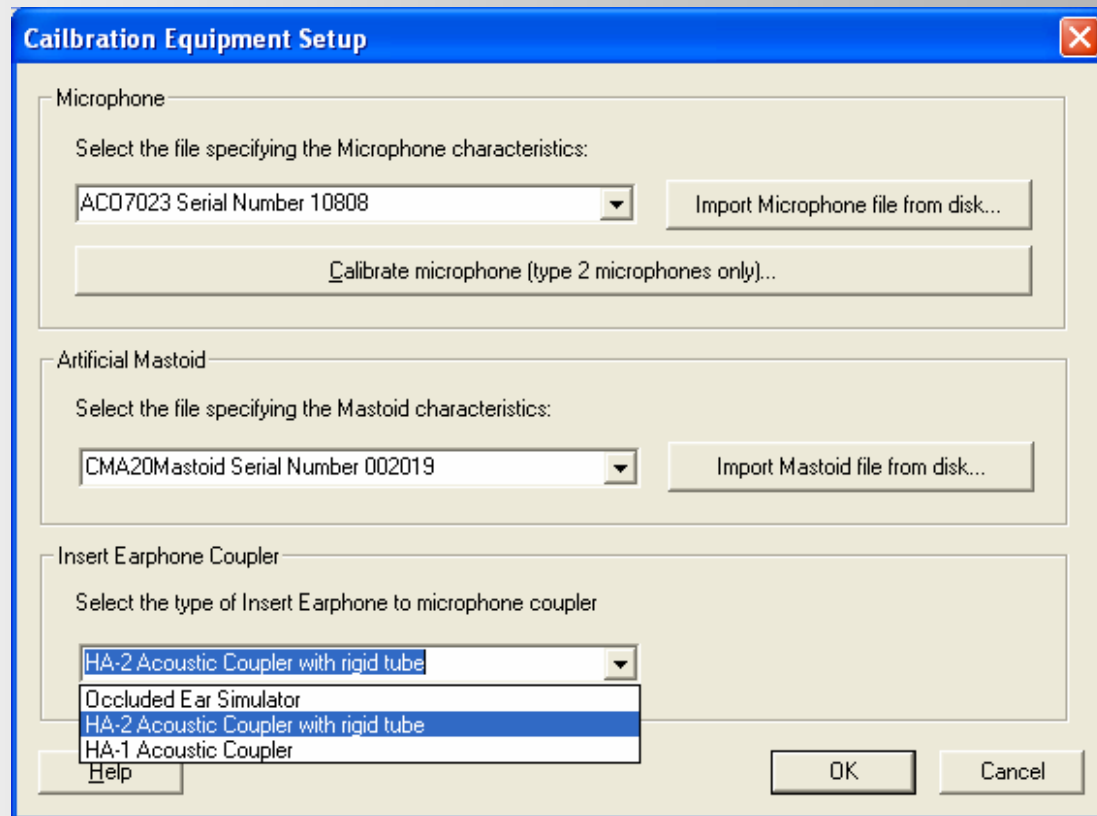 Cailbration Equipment Setup
Microphone
Select the file specifying the Microphone characteristics:
ACO7023 Serial Number 10808
Import Microphone file from disk...
Calibrate microphone (type 2 microphones only)...
Artificial Mastoid
Select the file specifying the Mastoid characteristics:
CMA20Mastoid Serial Number 002019
Import Mastoid file from disk...
Insert Earphone Coupler
Select the type of Insert Earphone to microphone coupler
HA-2 Acoustic Coupler with rigid tube
Occluded Ear Simulator
HA-2 Acoustic Coupler with rigid tube
HA-1 Acoustic Coupler
Help
OK
Cancel